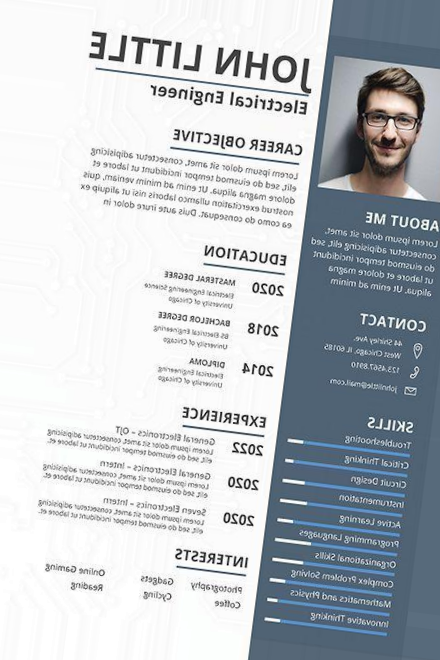 JOHN LITTLE
Electrical Engineer
CAREER OBJECTIVE
Lorem ipsum dolor sit amet, consectetur adipisicing
elit, sed do eiusmod tempor incididunt ut labore et
dolore magna aliqua. Ut enim ad minim veniam, quis
nostrud exercitation ullamco laboris nisi ut aliquip ex
ea commodo consequat. Duis aute irure dolor in
EDUCATION
2020 MASTERAL DEGREE
Electrical Engineering Science
University of Chicago
2018 BACHELOR DEGREE
BS Electrical Engineering
University of Chicago
2014 DIPLOMA
Electrical Engineering
University of Chicago
EXPERIENCE
2022 General Electronics - OJT
Lorem ipsum dolor sit amet, consectetur adipisicing
elit, sed do eiusmod tempor incididunt ut labore et.
2020 General Electronics - Intern
Lorem ipsum dolor sit amet, consectetur adipisicing
elit, sed do eiusmod tempor incididunt ut labore et.
2020 Seven Electronics - Intern
Lorem ipsum dolor sit amet, consectetur adipisicing
elit, sed do eiusmod tempor incididunt ut labore et.
INTERESTS
Photography Gadgets Online Gaming
Coffee Cycling Reading
ABOUT ME
Lorem ipsum dolor sit amet,
consectetur adipisicing elit, sed
do eiusmod tempor incididunt
ut labore et dolore magna
aliqua. Ut enim ad minim
CONTACT
44 Shirley Ave.
West Chicago, IL 60185
123.4567.8910
johnlittle@mail.com
SKILLS
Troubleshooting
Critical Thinking
Circuit Design
Instrumentation
Active Learning
Programming Languages
Organizational Skills
Complex Problem Solving
Mathematics and Physics
Innovative Thinking